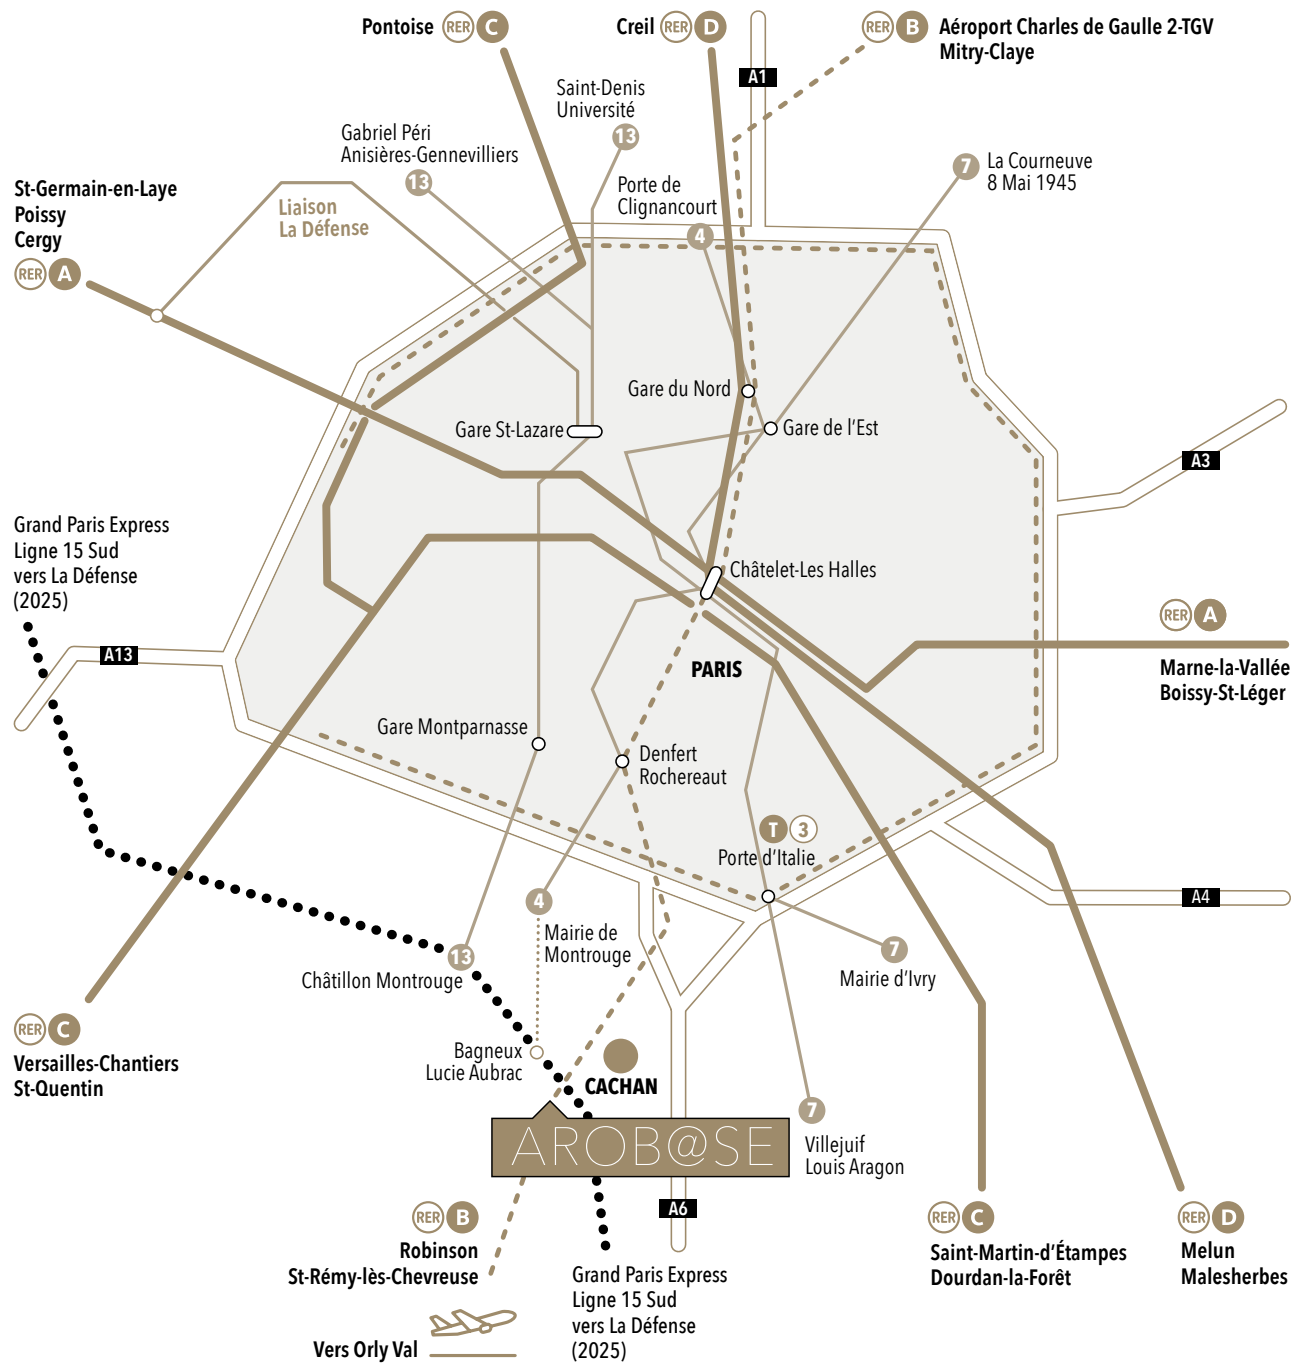 Pontoise RER C
Creil RER D
RER B Aéroport Charles de Gaulle 2-TGV
Mitry-Claye
A1
Saint-Denis
Université
13
Gabriel Péri
Anisières-Gennevilliers
13
La Courneuve
8 Mai 1945
7
Porte de
Clignancourt
4
St-Germain-en-Laye
Poissy
Cergy
RER A
Liaison
La Défense
Gare du Nord
Gare St-Lazare
Gare de l'Est
A3
Grand Paris Express
Ligne 15 Sud
vers La Défense
(2025)
Châtelet-Les Halles
RER A
Marne-la-Vallée
Boissy-St-Léger
A13
PARIS
Gare Montparnasse
Denfert
Rochereaut
T 3
Porte d'Italie
A4
4
Mairie de
Montrouge
13
Châtillon Montrouge
7
Mairie d'Ivry
RER C
Versailles-Chantiers
St-Quentin
Bagneux
Lucie Aubrac
CACHAN
AROB@SE
7
Villejuif
Louis Aragon
A6
RER B
Robinson
St-Rémy-lès-Chevreuse
RER C
Saint-Martin-d'Étampes
Dourdan-la-Forêt
RER D
Melun
Malesherbes
Grand Paris Express
Ligne 15 Sud
vers La Défense
(2025)
Vers Orly Val